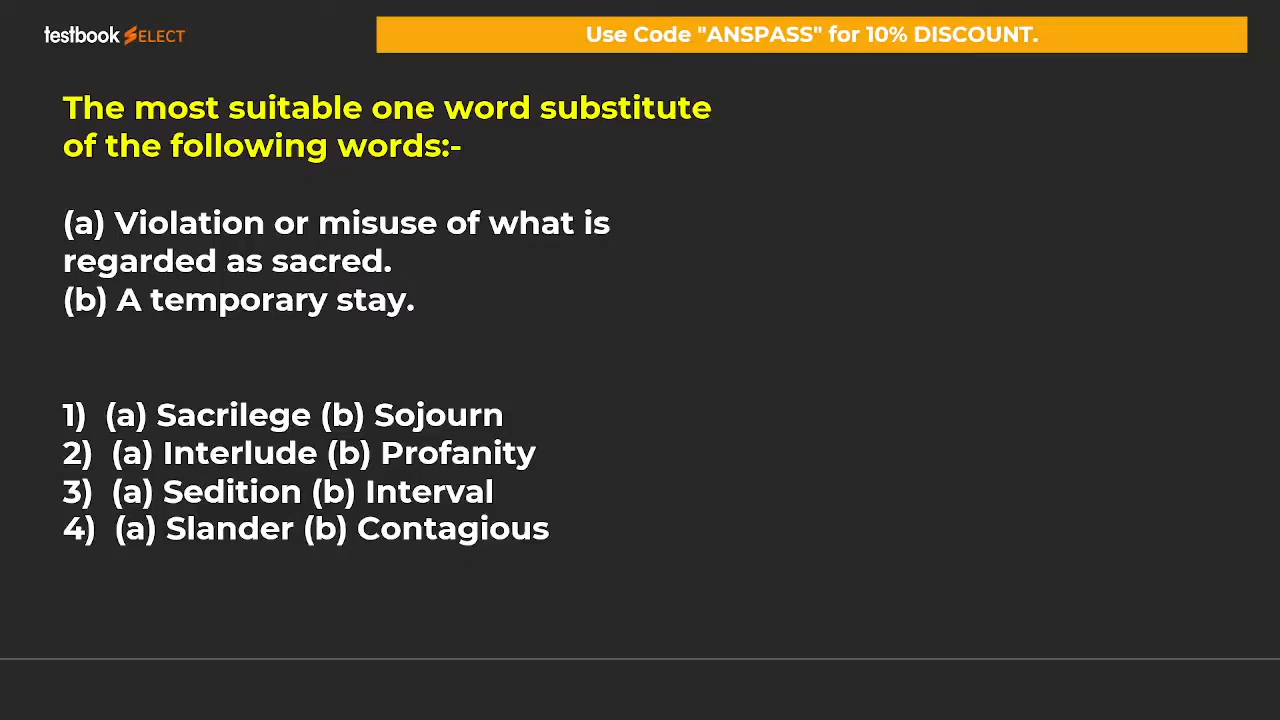 testbook SELECT
Use Code "ANSPASS" for 10% DISCOUNT.
The most suitable one word substitute
of the following words:-
(a) Violation or misuse of what is
regarded as sacred.
(b) A temporary stay.
1) (a) Sacrilege (b) Sojourn
2) (a) Interlude (b) Profanity
3) (a) Sedition (b) Interval
4) (a) Slander (b) Contagious